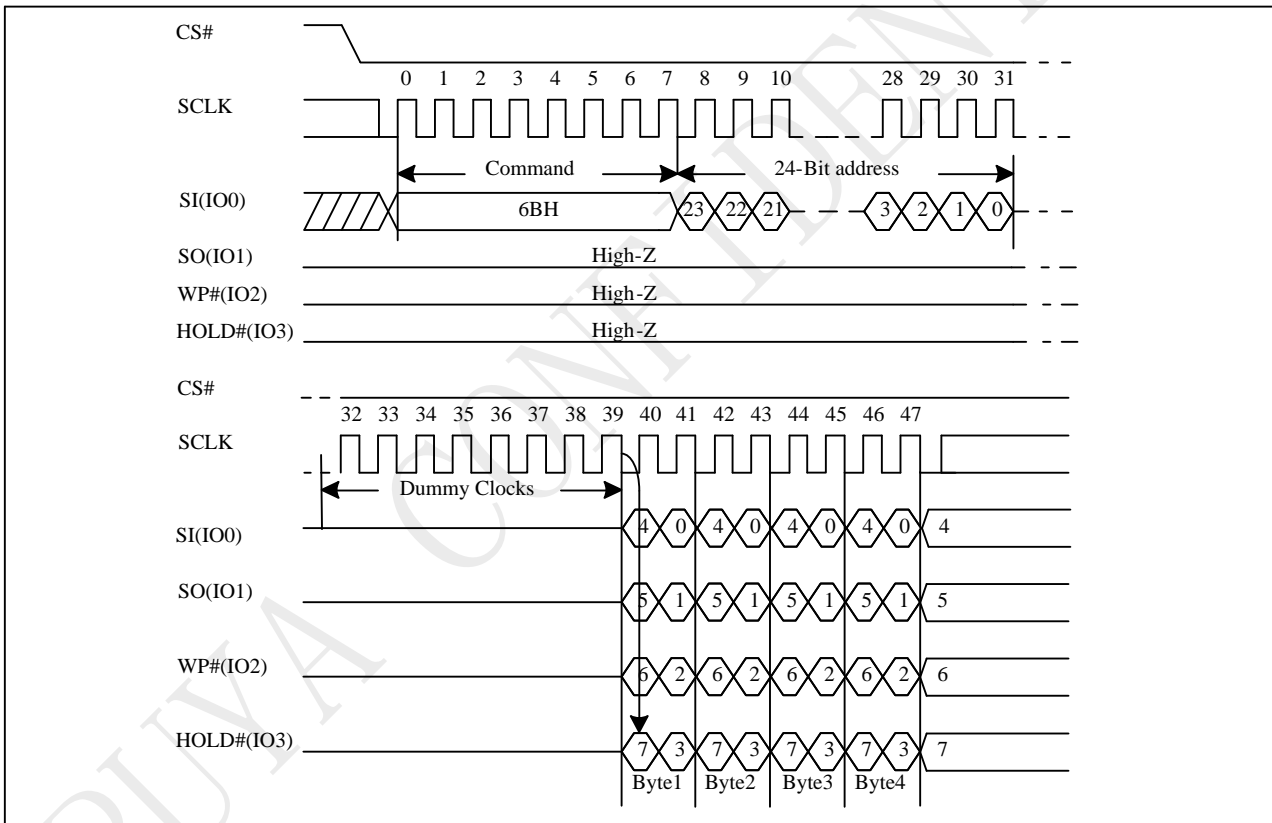 CS#
0 1 2 3 4 5 6 7 8 9 10 28 29 30 31
SCLK
Command 24-Bit address
SI(IO0) 6BH 23 22 21 3 2 1 0
SO(IO1) High-Z
WP#(IO2) High-Z
HOLD#(IO3) High-Z
CS#
32 33 34 35 36 37 38 39 40 41 42 43 44 45 46 47
SCLK
Dummy Clocks
SI(IO0) 4 0 4 0 4 0 4 0 4
SO(IO1) 5 1 5 1 5 1 5 1 5
WP#(IO2) 6 2 6 2 6 2 6 2 6
HOLD#(IO3) 7 3 7 3 7 3 7 3 7
Byte1 Byte2 Byte3 Byte4
PUYA CONFIDENT